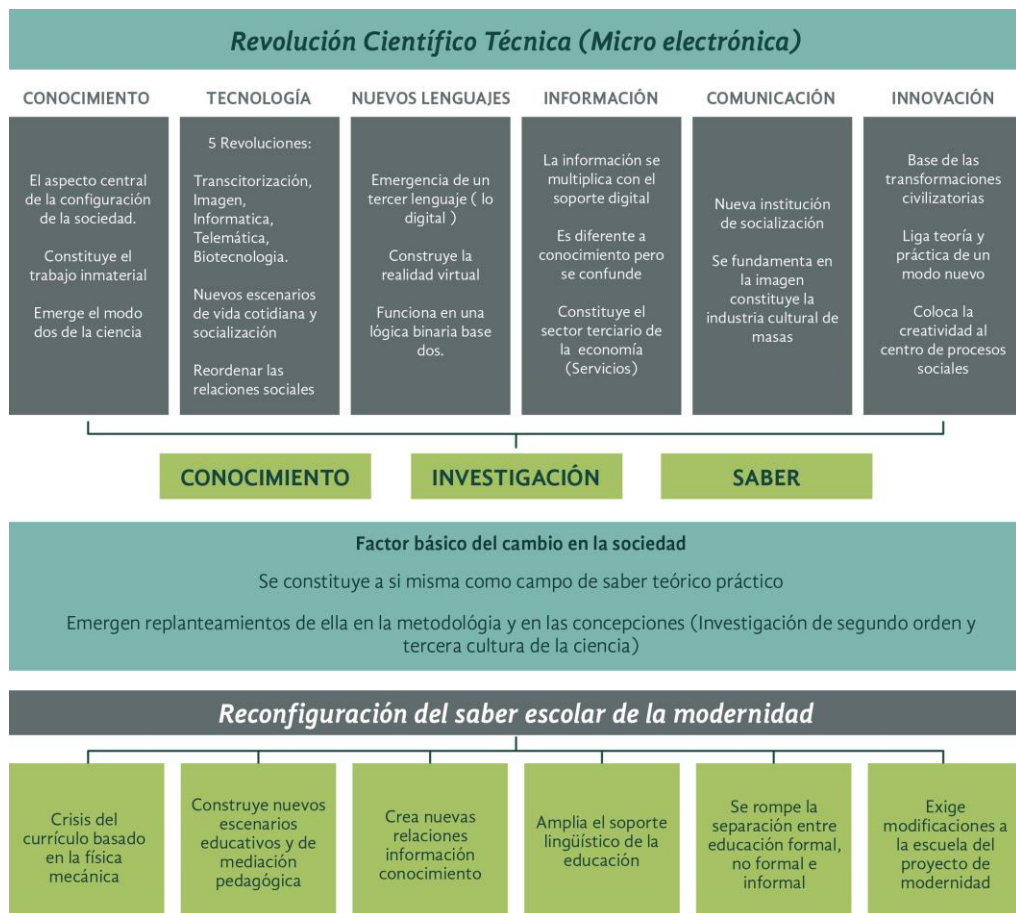 Revolución Científico Técnica (Micro electrónica)
CONOCIMIENTO
El aspecto central
de la configuración
de la sociedad.
Constituye el
trabajo inmaterial
Emerge el modo
dos de la ciencia
TECNOLOGÍA
5 Revoluciones:
Transcitorización,
Imagen,
Informatica,
Telemática,
Biotecnologia.
Nuevos escenarios
de vida cotidiana y
socialización
Reordenar las
relaciones sociales
NUEVOS LENGUAJES
Emergencia de un
tercer lenguaje ( lo
digital )
Construye la
realidad virtual
Funciona en una
lógica binaria base
dos.
INFORMACIÓN
La información se
multiplica con el
soporte digital
Es diferente a
conocimiento pero
se confunde
Constituye el
sector terciario de
la economía
(Servicios)
COMUNICACIÓN
Nueva institución
de socialización
Se fundamenta en
la imagen
constituye la
industria cultural de
masas
INNOVACIÓN
Base de las
transformaciones
civilizatorias
Liga teoría y
práctica de un
modo nuevo
Coloca la
creatividad al
centro de procesos
sociales
CONOCIMIENTO
INVESTIGACIÓN
SABER
Factor básico del cambio en la sociedad
Se constituye a si misma como campo de saber teórico práctico
Emergen replanteamientos de ella en la metodológia y en las concepciones (Investigación de segundo orden y
tercera cultura de la ciencia)
Reconfiguración del saber escolar de la modernidad
Crisis del
currículo basado
en la física
mecánica
Construye nuevos
escenarios
educativos y de
mediación
pedagógica
Crea nuevas
relaciones
información
conocimiento
Amplia el soporte
lingüístico de la
educación
Se rompe la
separación entre
educación formal,
no formal e
informal
Exige
modificaciones a
la escuela del
proyecto de
modernidad